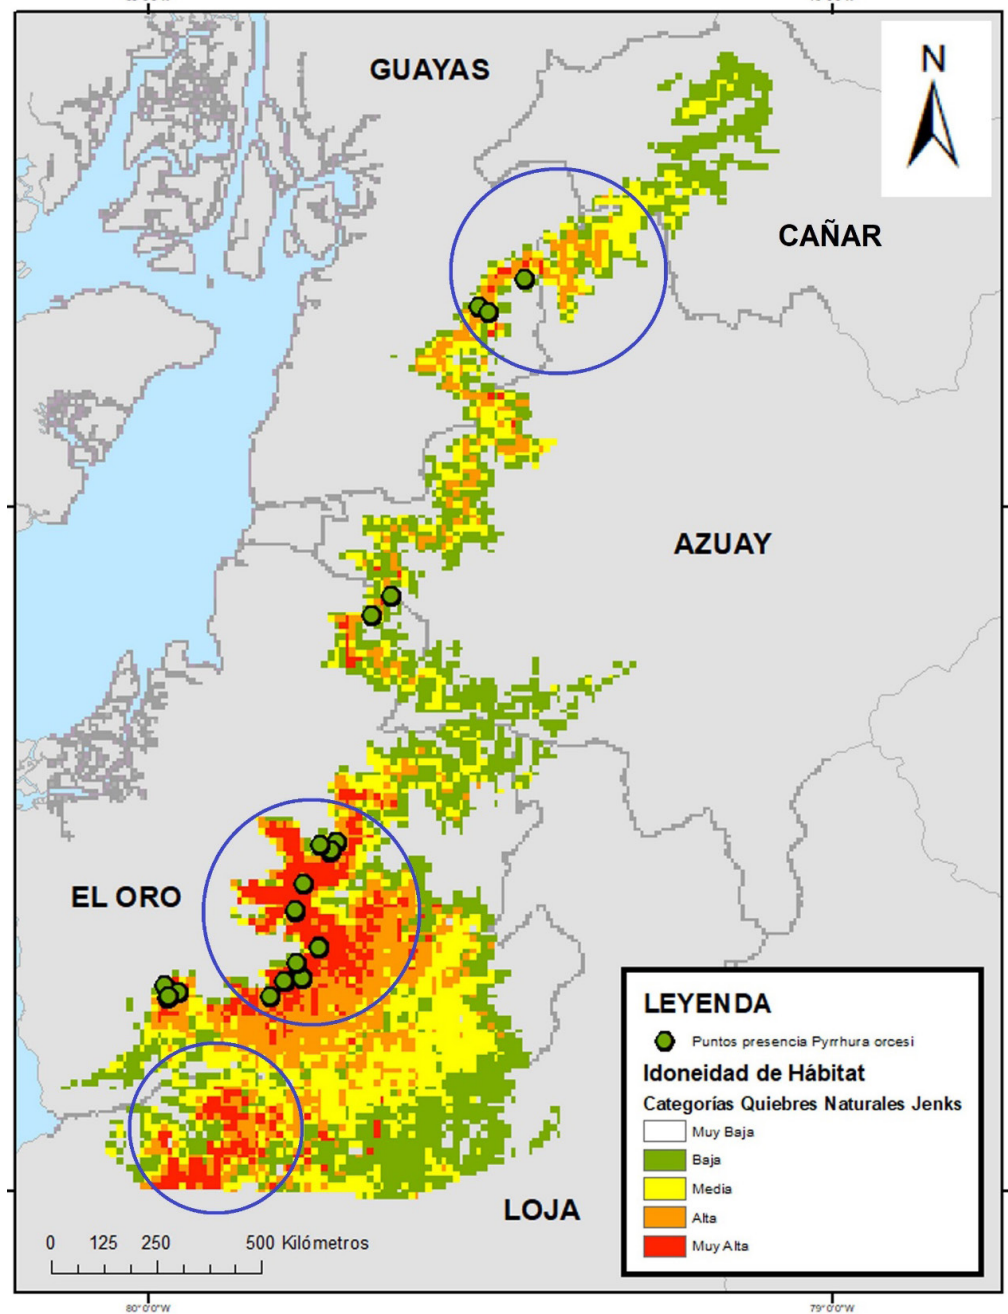 GUAYAS
N
CAÑAR
AZUAY
EL ORO
LOJA
LEYENDA
Puntos presencia Pyrrhura orcesi
Idoneidad de Hábitat
Categorías Quiebres Naturales Jenks
Muy Baja
Baja
Media
Alta
Muy Alta
0 125 250 500 Kilómetros
80°0'0"W 79°0'0"W